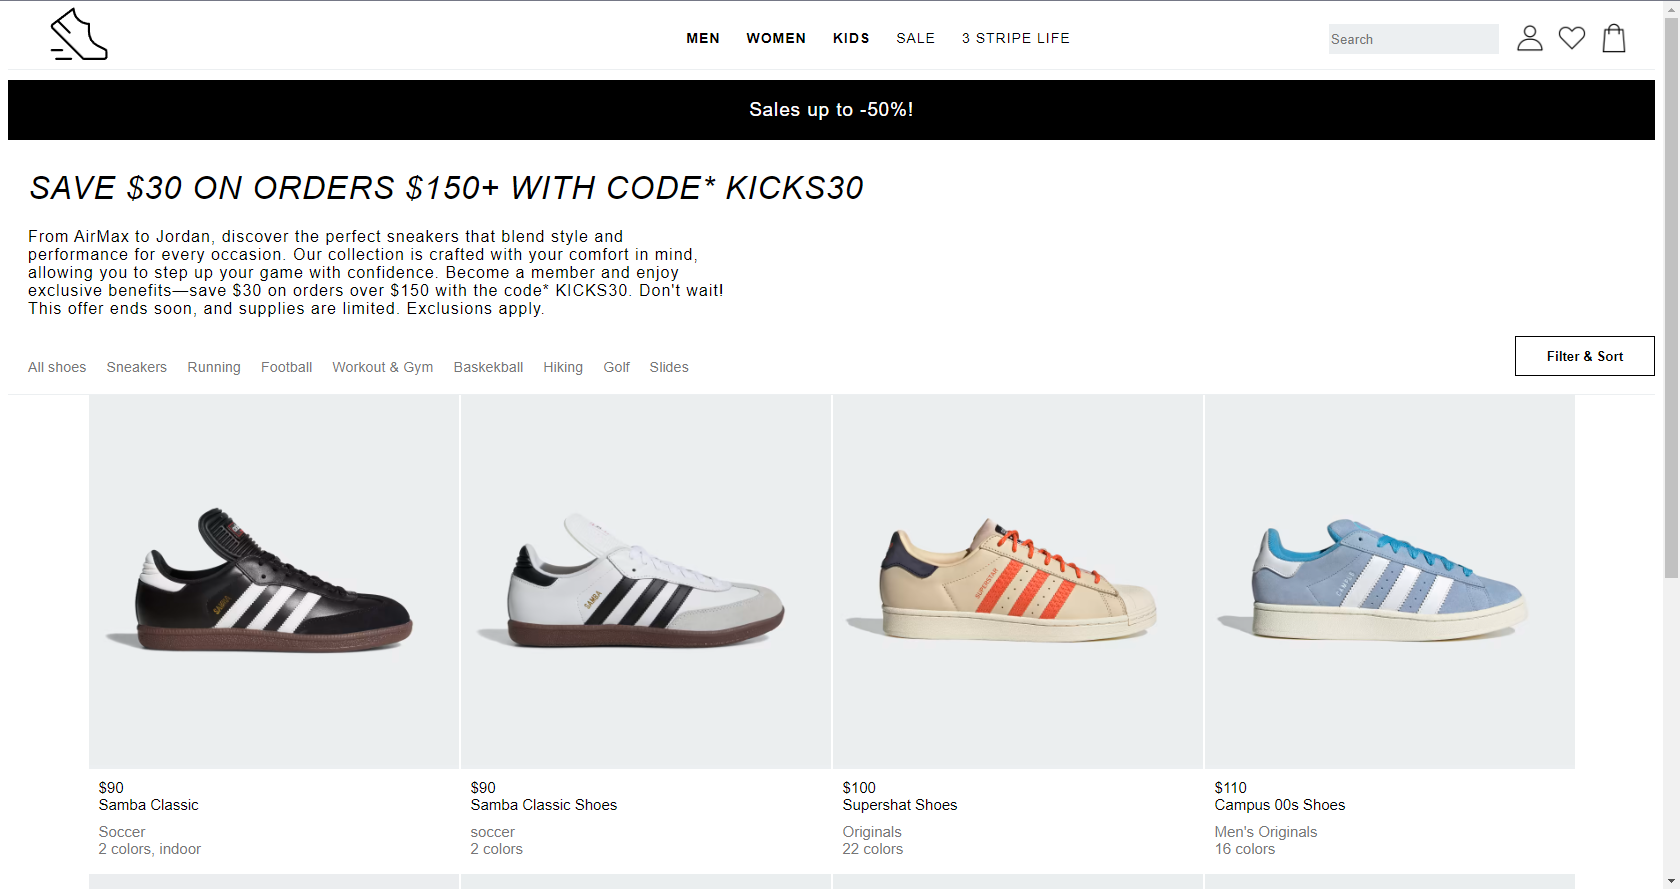 MEN WOMEN KIDS SALE 3 STRIPE LIFE Search
Sales up to -50%!
SAVE $30 ON ORDERS $150+ WITH CODE* KICKS30
From AirMax to Jordan, discover the perfect sneakers that blend style and
performance for every occasion. Our collection is crafted with your comfort in mind,
allowing you to step up your game with confidence. Become a member and enjoy
exclusive benefits—save $30 on orders over $150 with the code* KICKS30. Don't wait!
This offer ends soon, and supplies are limited. Exclusions apply.
All shoes Sneakers Running Football Workout & Gym Baskekball Hiking Golf Slides
Filter & Sort
SAMBA
SAMBA
SUPERSTAR
CAMPUS
$90
Samba Classic
Soccer
2 colors, indoor
$90
Samba Classic Shoes
soccer
2 colors
$100
Supershat Shoes
Originals
22 colors
$110
Campus 00s Shoes
Men's Originals
16 colors